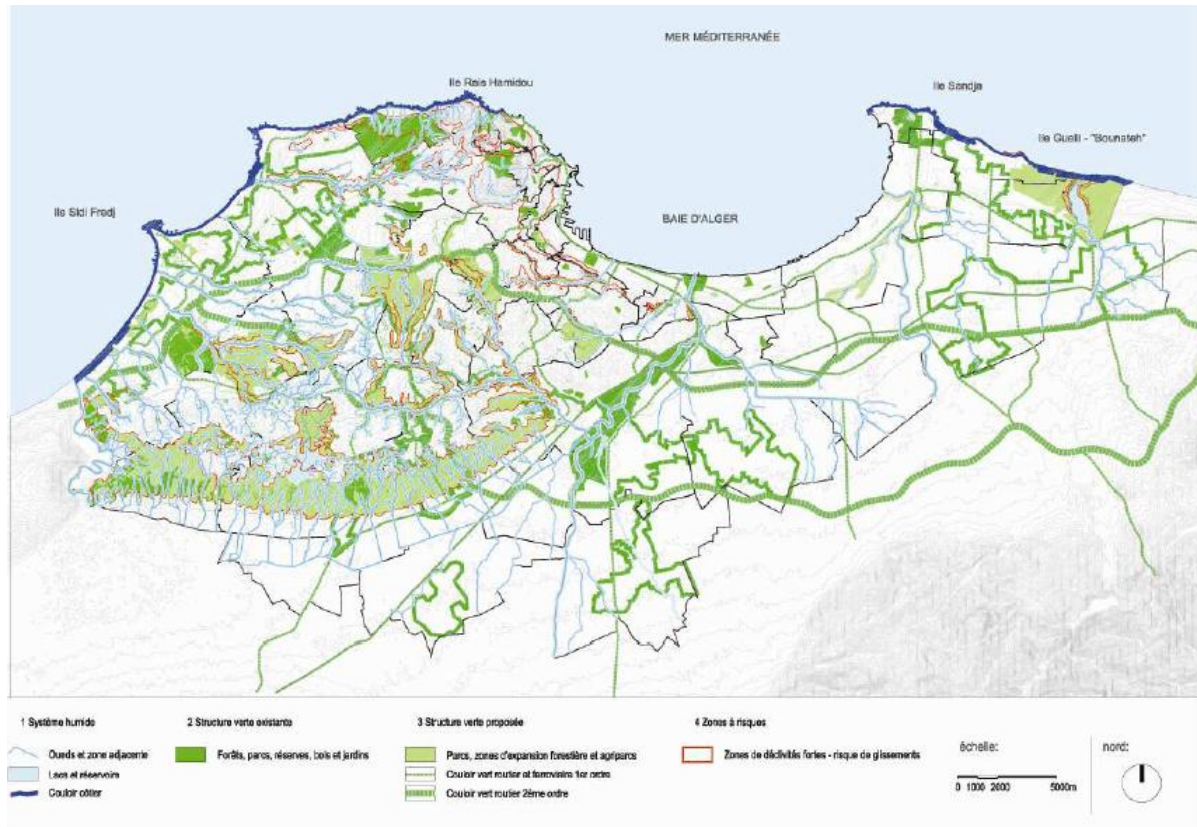 MER MÉDITERRANÉE
Ile Rais Hamidou
Ile Sandja
Ile Guelli - "Bounateh"
Ile Sidi Fredj
BAIE D'ALGER
1 Système humide
Oueds et zone adjacente
Lacs et réservoirs
Couloir côtier
2 Structure verte existante
Forêts, parcs, réserves, bois et jardins
3 Structure verte proposée
Parcs, zones d'expansion forestière et agriparcs
Couloir vert routier et ferroviaire 1er ordre
Couloir vert routier 2ème ordre
4 Zones à risques
Zones de déclivités fortes - risque de glissements
échelle:
0 1000 2000 5000m
nord: